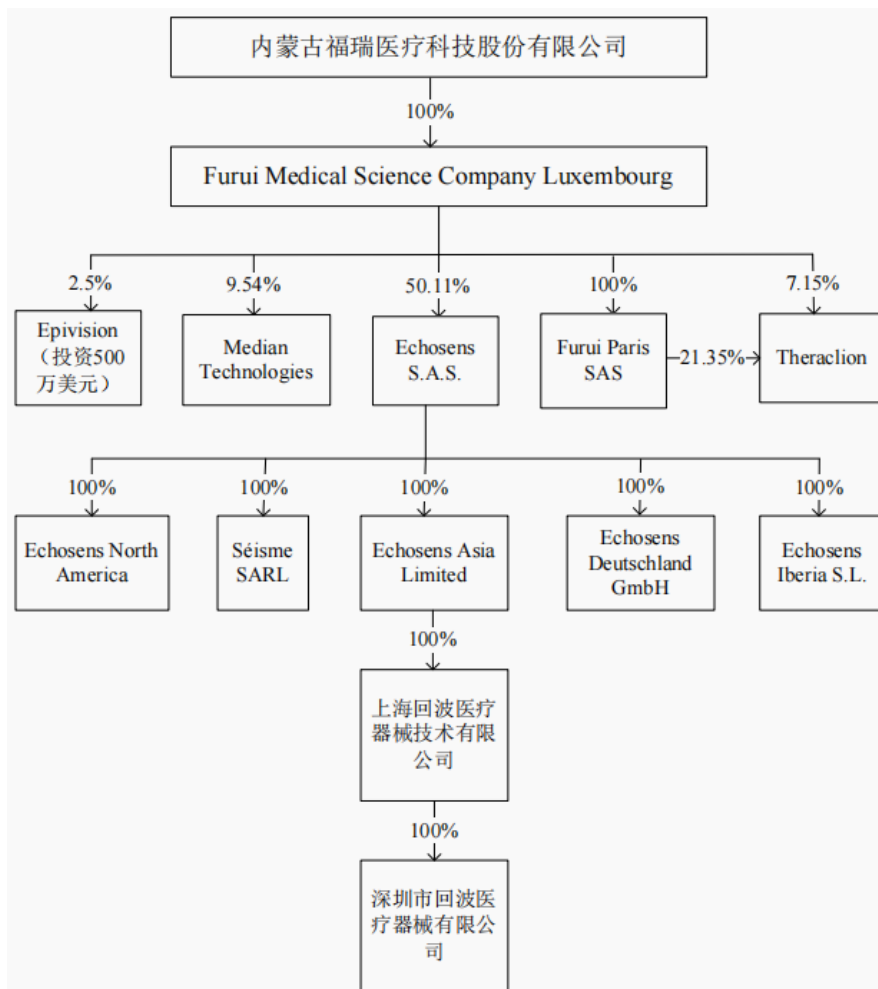 内蒙古福瑞医疗科技股份有限公司
100%
Furui Medical Science Company Luxembourg
2.5%
9.54%
50.11%
100%
7.15%
Epivision
（投资500
万美元）
Median
Technologies
Echosens
S.A.S.
Furui Paris
SAS
21.35%
Theraclion
100%
100%
100%
100%
100%
Echosens North
America
Séisme
SARL
Echosens Asia
Limited
Echosens
Deutschland
GmbH
Echosens
Iberia S.L.
100%
上海回波医疗
器械技术有限
公司
100%
深圳市回波医
疗器械有限公
司